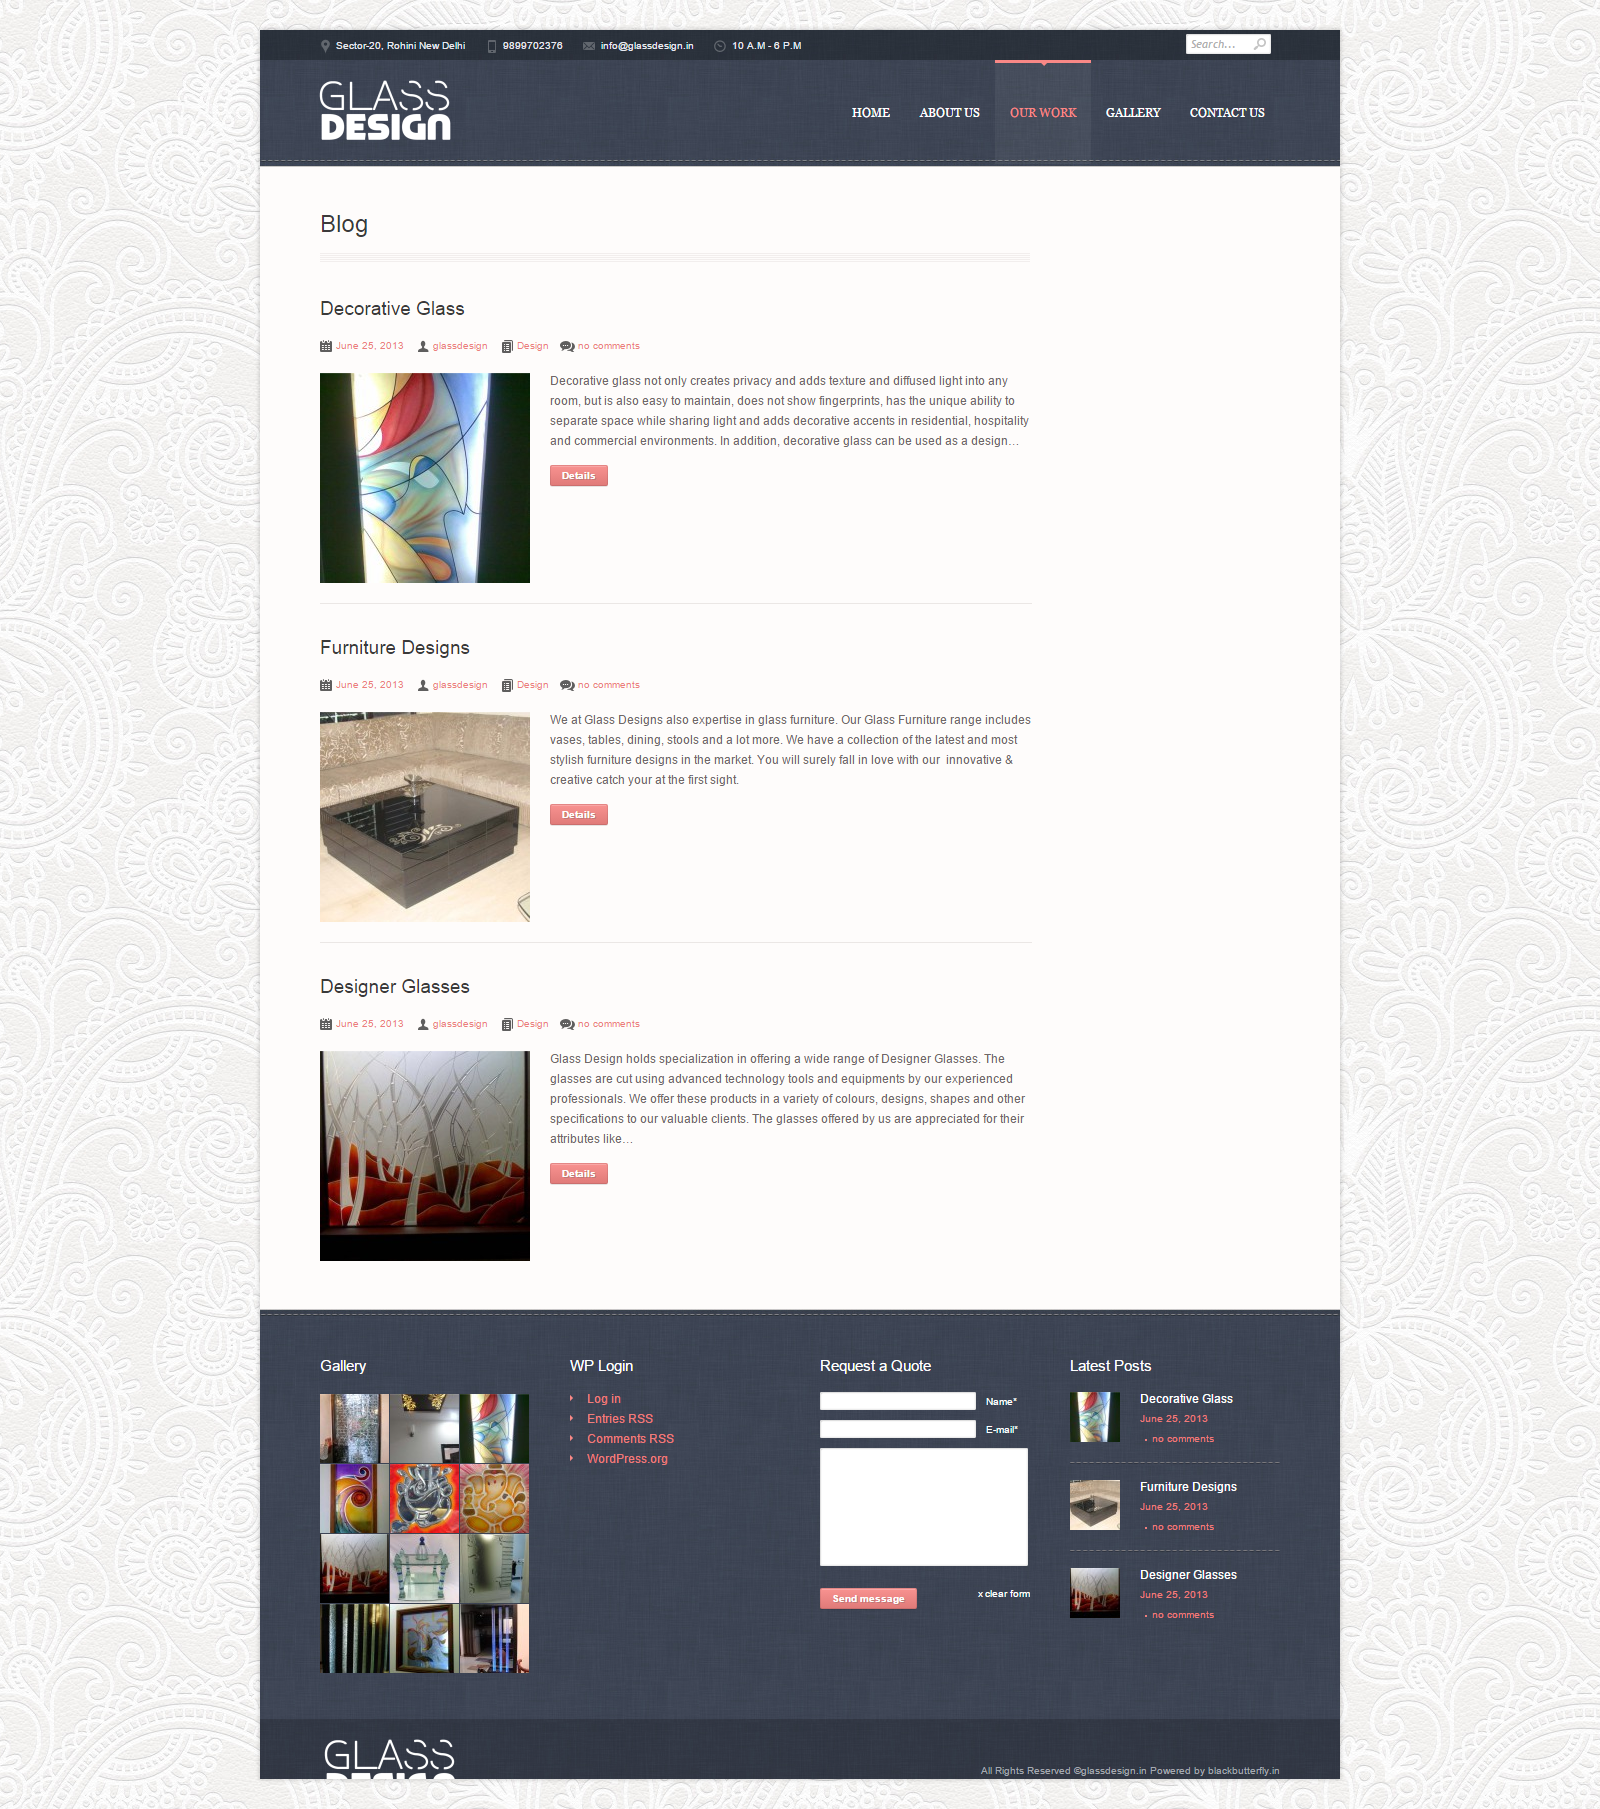 Sector-20, Rohini New Delhi
9899702376
info@glassdesign.in
10 A.M - 6 P.M
Search...
GLASS
DESIGN
HOME
ABOUT US
OUR WORK
GALLERY
CONTACT US
Blog
Decorative Glass
June 25, 2013
glassdesign
Design
no comments
Decorative glass not only creates privacy and adds texture and diffused light into any
room, but is also easy to maintain, does not show fingerprints, has the unique ability to
separate space while sharing light and adds decorative accents in residential, hospitality
and commercial environments. In addition, decorative glass can be used as a design…
Details
Furniture Designs
June 25, 2013
glassdesign
Design
no comments
We at Glass Designs also expertise in glass furniture. Our Glass Furniture range includes
vases, tables, dining, stools and a lot more. We have a collection of the latest and most
stylish furniture designs in the market. You will surely fall in love with our  innovative &
creative catch your at the first sight.
Details
Designer Glasses
June 25, 2013
glassdesign
Design
no comments
Glass Design holds specialization in offering a wide range of Designer Glasses. The
glasses are cut using advanced technology tools and equipments by our experienced
professionals. We offer these products in a variety of colours, designs, shapes and other
specifications to our valuable clients. The glasses offered by us are appreciated for their
attributes like…
Details
Gallery
WP Login
Log in
Entries RSS
Comments RSS
WordPress.org
Request a Quote
Name*
E-mail*
Send message
x clear form
Latest Posts
Decorative Glass
June 25, 2013
no comments
Furniture Designs
June 25, 2013
no comments
Designer Glasses
June 25, 2013
no comments
GLASS
DESIGN
All Rights Reserved ©glassdesign.in Powered by blackbutterfly.in